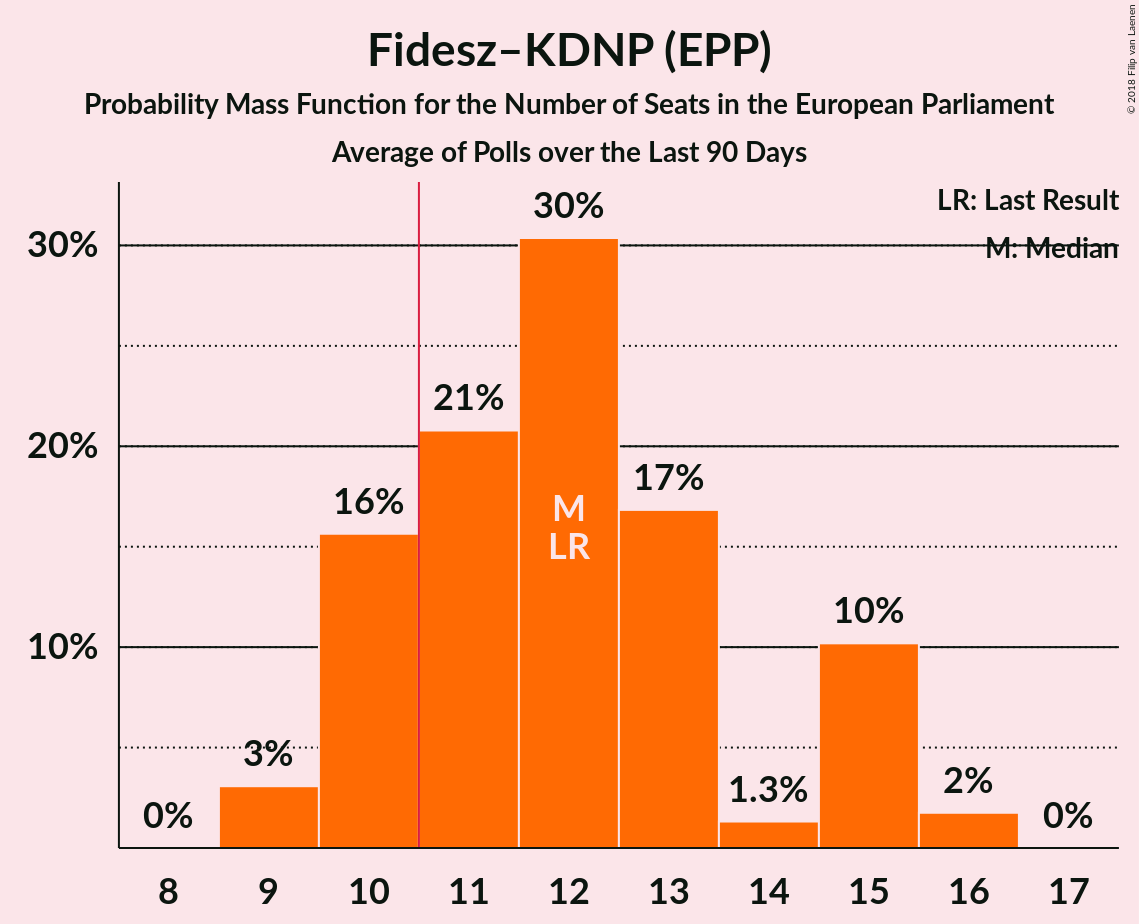 Fidesz–KDNP (EPP)
Probability Mass Function for the Number of Seats in the European Parliament
Average of Polls over the Last 90 Days
© 2018 Filip van Laenen
LR: Last Result
M: Median
30%
20%
10%
0%
3%
16%
21%
30%
M
LR
17%
1.3%
10%
2%
0%
8 9 10 11 12 13 14 15 16 17